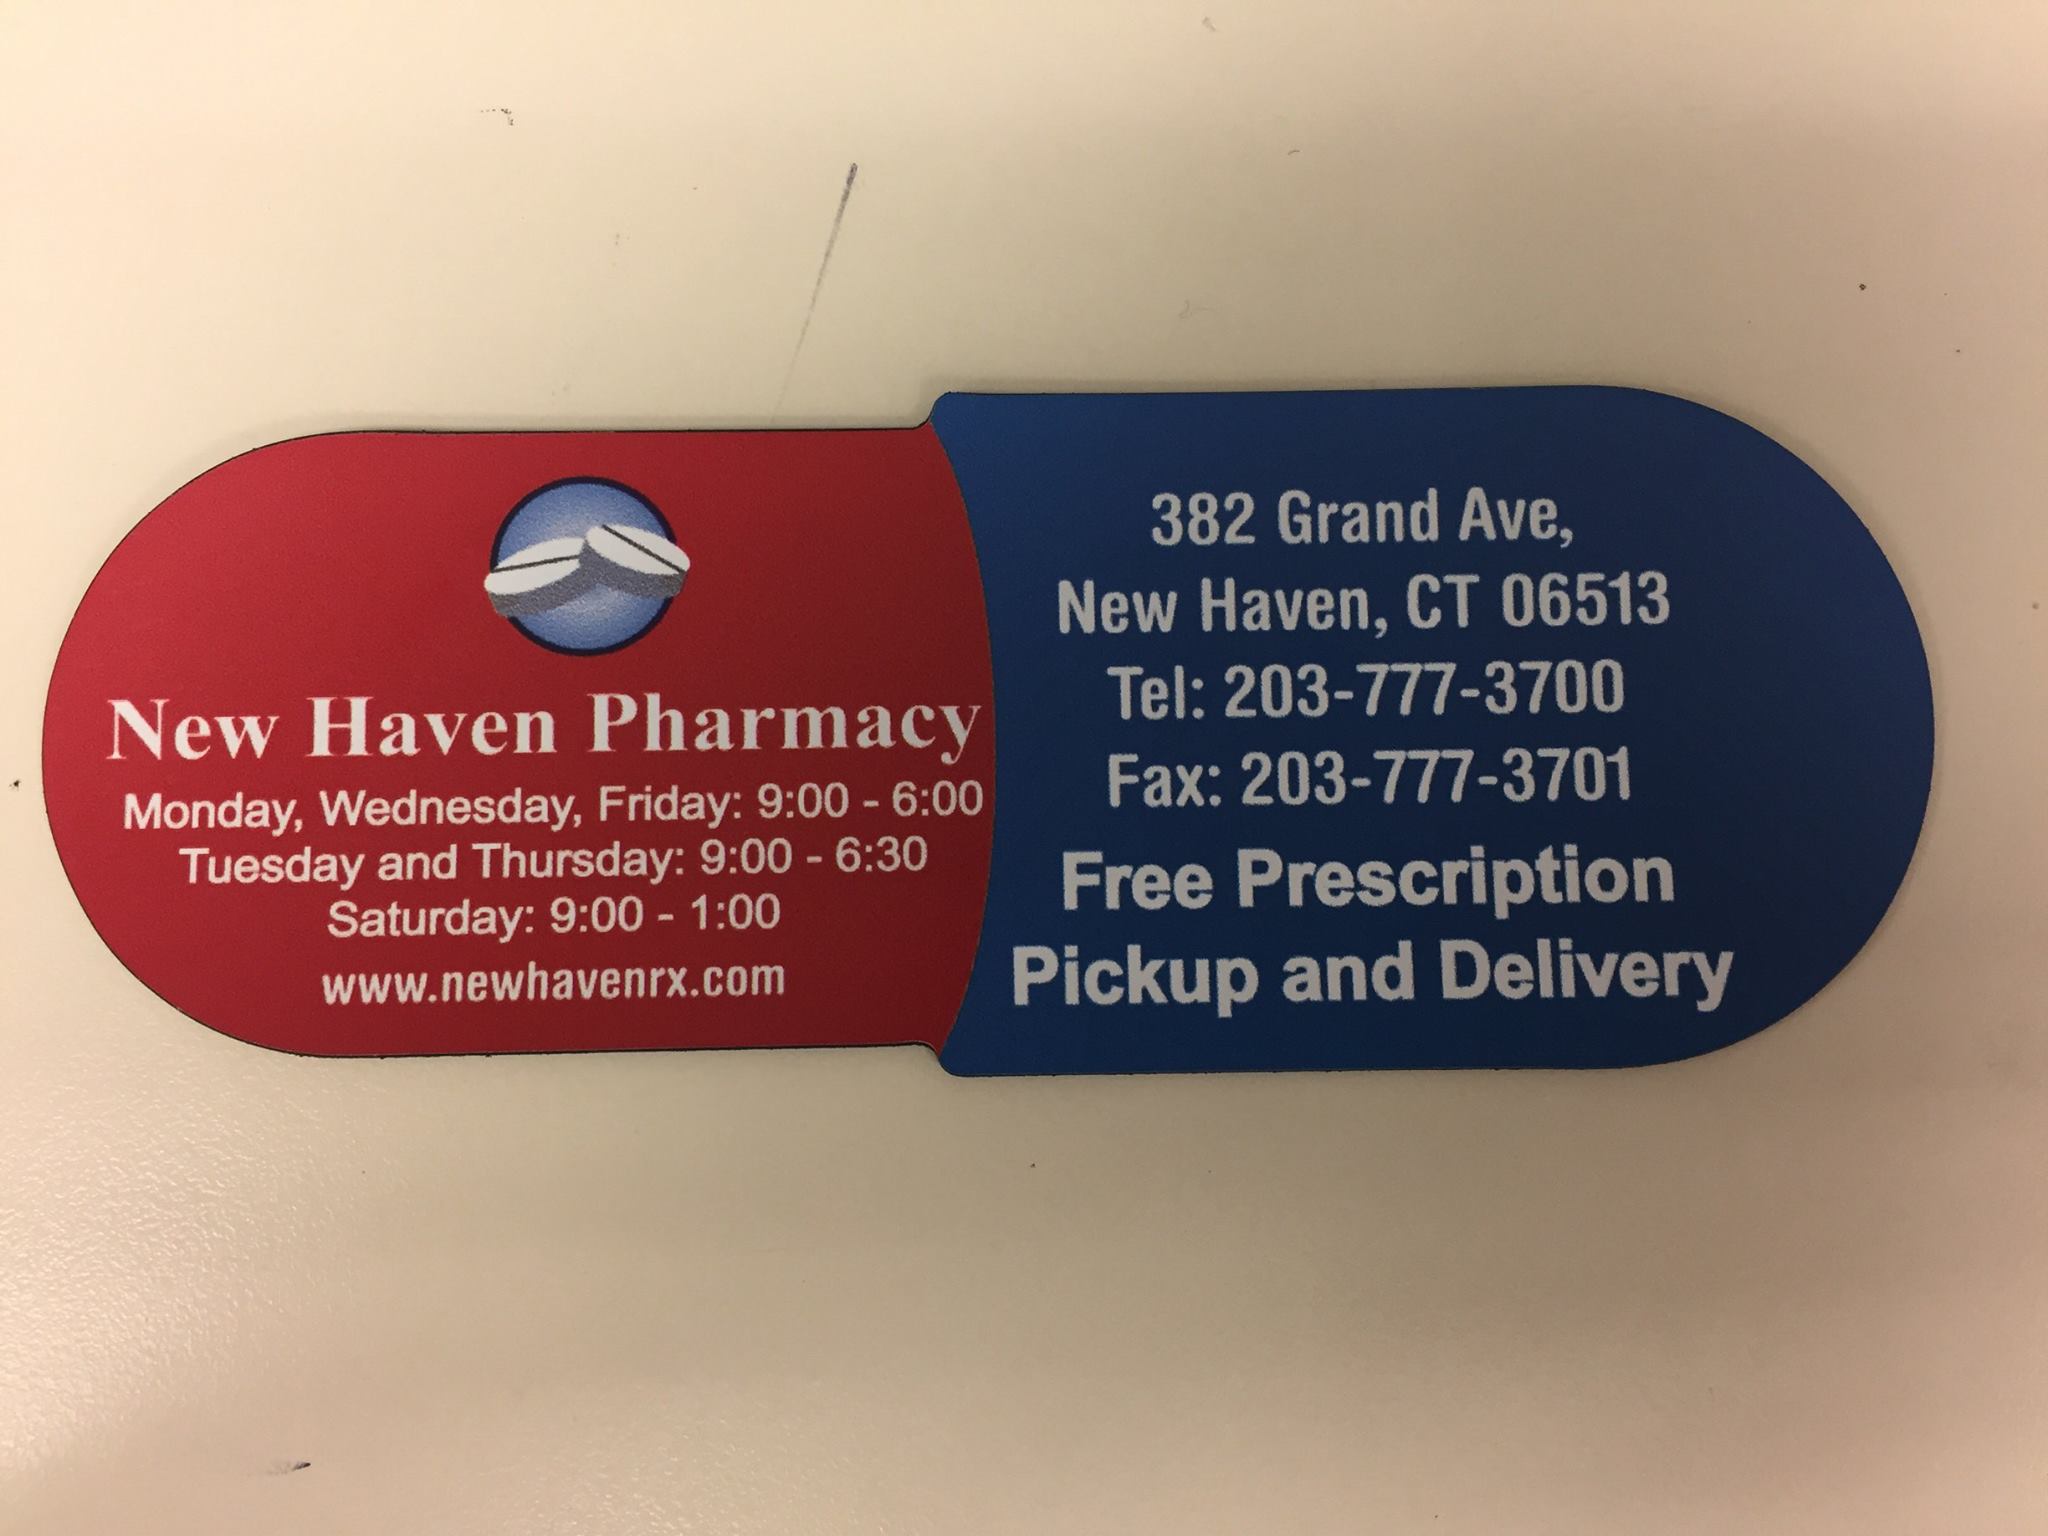 New Haven Pharmacy
Monday, Wednesday, Friday: 9:00 - 6:00
Tuesday and Thursday: 9:00 - 6:30
Saturday: 9:00 - 1:00
www.newhavenrx.com
382 Grand Ave,
New Haven, CT 06513
Tel: 203-777-3700
Fax: 203-777-3701
Free Prescription
Pickup and Delivery